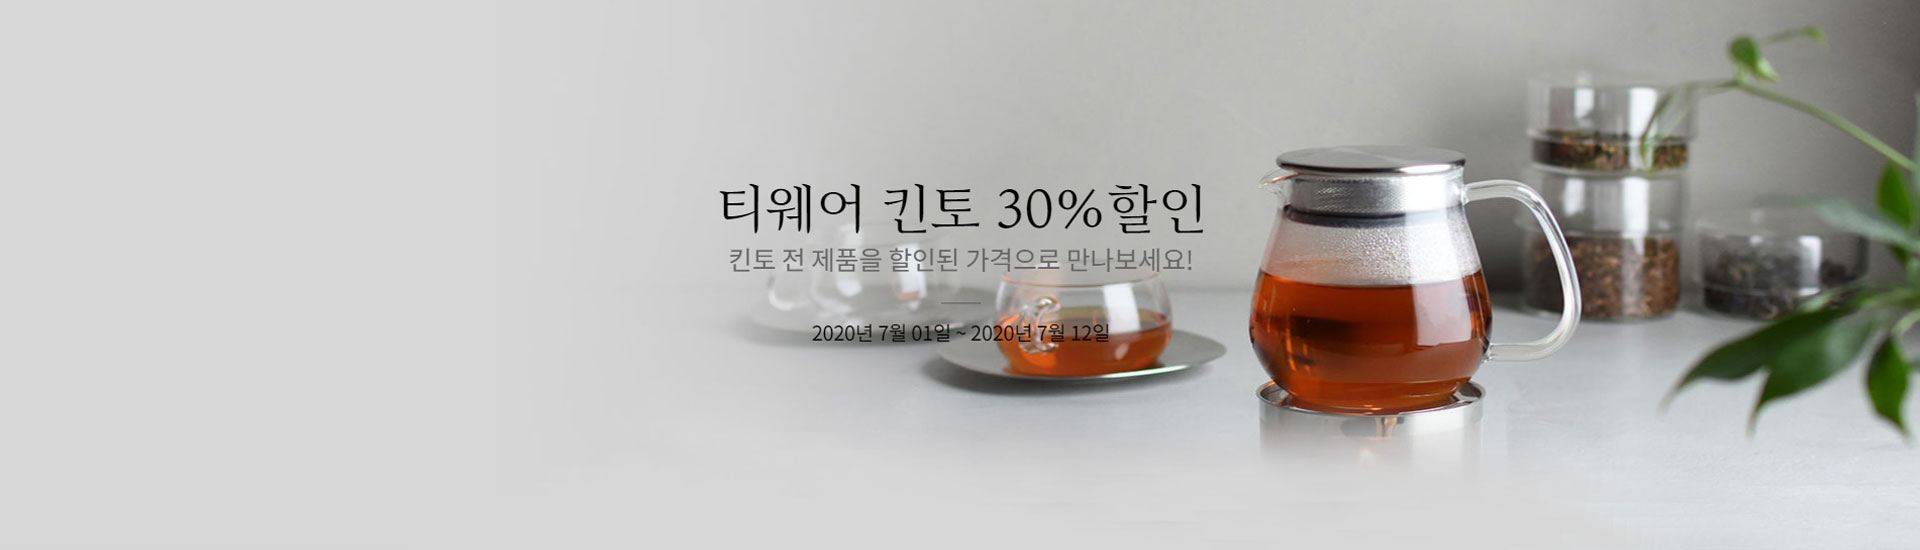 티웨어 킨토 30%할인
킨토 전 제품을 할인된 가격으로 만나보세요!
2020년 7월 01일 ~ 2020년 7월 12일